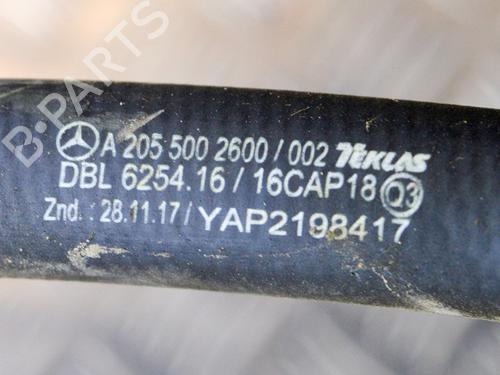 A 205 500 2600 / 002 TEKLAS
DBL 6254.16 / 16CAP18 Q3
Znd. : 28.11.17 / YAP2198417
B-PARTS